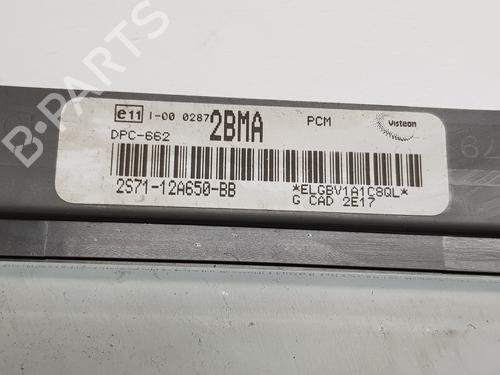 e11 I-00 0287 2BMA PCM Visteon
DPC-662
2S71-12A650-BB *ELGBV1A1C8QL*
G CAD 2E17
B-PARTS